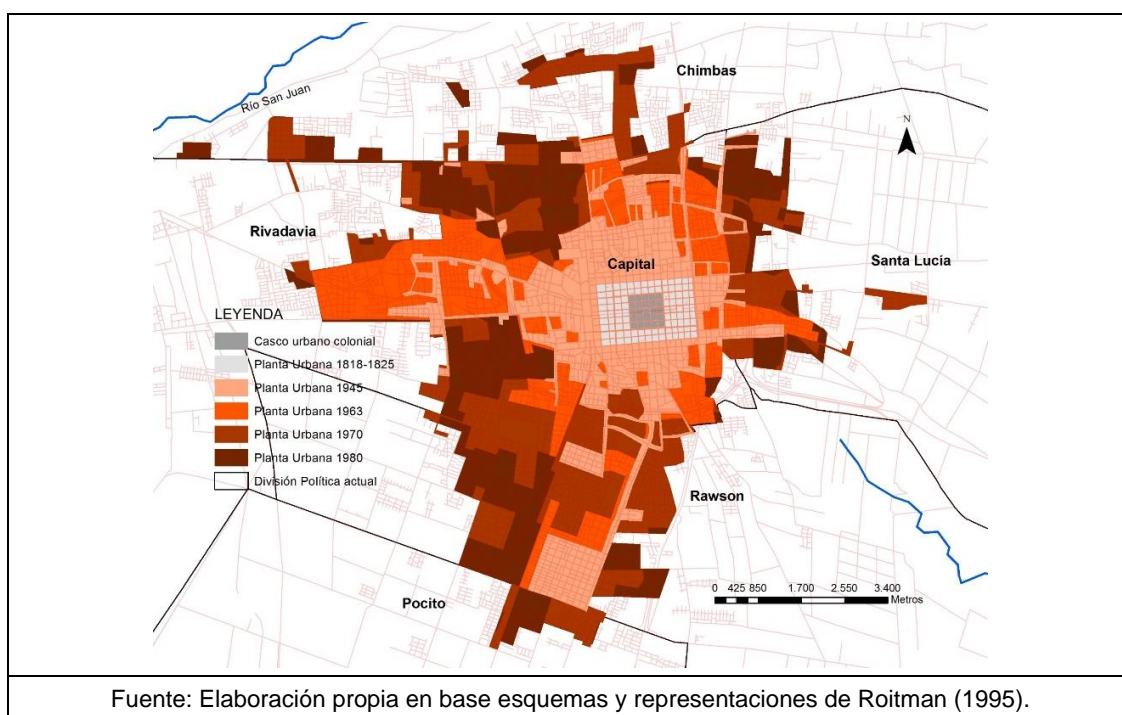 Chimbas
Río San Juan
N
Rivadavia
Capital
Santa Lucía
LEYENDA
Casco urbano colonial
Planta Urbana 1818-1825
Planta Urbana 1945
Planta Urbana 1963
Planta Urbana 1970
Planta Urbana 1980
División Política actual
Rawson
Pocito
0 425 850 1.700 2.550 3.400
Metros
Fuente: Elaboración propia en base esquemas y representaciones de Roitman (1995).